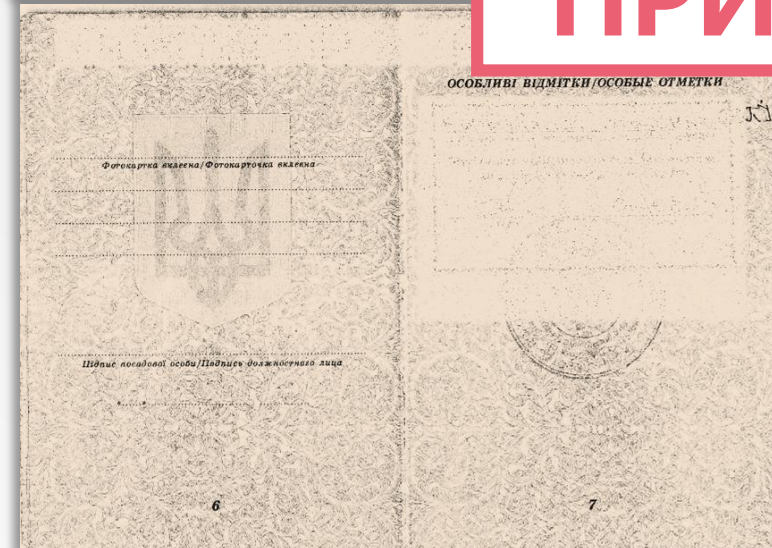 ПРИ
Фотокартка вклеєна/Фотокарточка вклеена
Підпис посадової особи/Подпись должностного лица
6
ОСОБЛИВІ ВІДМІТКИ/ОСОБЫЕ ОТМЕТКИ
7